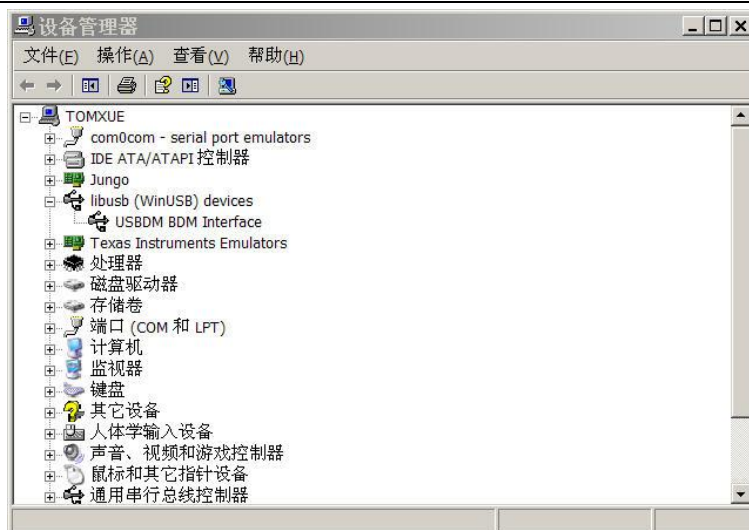 设备管理器
文件(F) 操作(A) 查看(V) 帮助(H)
TOMXUE
com0com - serial port emulators
IDE ATA/ATAPI 控制器
Jungo
libusb (WinUSB) devices
USBDM BDM Interface
Texas Instruments Emulators
处理器
磁盘驱动器
存储卷
端口 (COM 和 LPT)
计算机
监视器
键盘
其它设备
人体学输入设备
声音、视频和游戏控制器
鼠标和其它指针设备
通用串行总线控制器